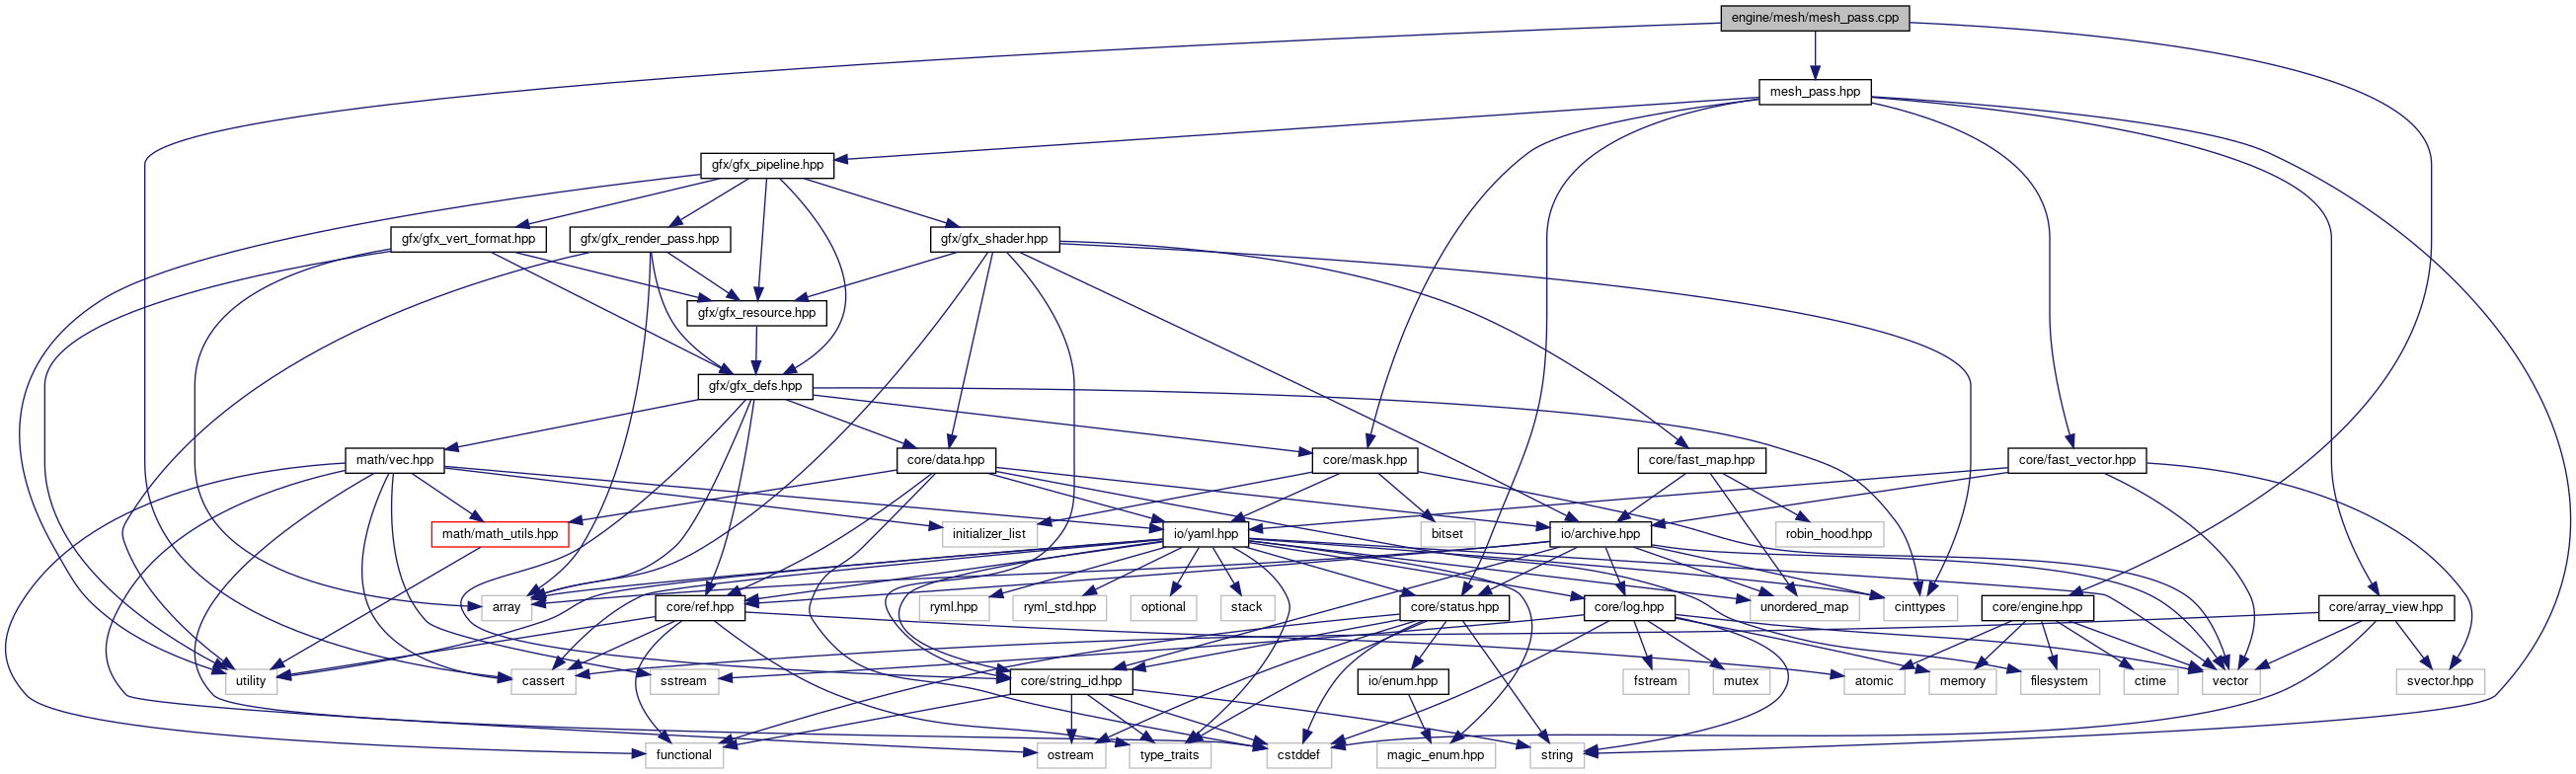 engine/mesh/mesh_pass.cpp
mesh_pass.hpp
gfx/gfx_pipeline.hpp
gfx/gfx_vert_format.hpp
gfx/gfx_render_pass.hpp
gfx/gfx_shader.hpp
gfx/gfx_resource.hpp
gfx/gfx_defs.hpp
math/vec.hpp
core/data.hpp
core/mask.hpp
core/fast_map.hpp
core/fast_vector.hpp
math/math_utils.hpp
initializer_list
io/yaml.hpp
bitset
io/archive.hpp
robin_hood.hpp
array
core/ref.hpp
ryml.hpp
ryml_std.hpp
optional
stack
core/status.hpp
core/log.hpp
unordered_map
cinttypes
core/engine.hpp
core/array_view.hpp
utility
cassert
sstream
core/string_id.hpp
io/enum.hpp
fstream
mutex
atomic
memory
filesystem
ctime
vector
svector.hpp
functional
ostream
type_traits
cstddef
magic_enum.hpp
string